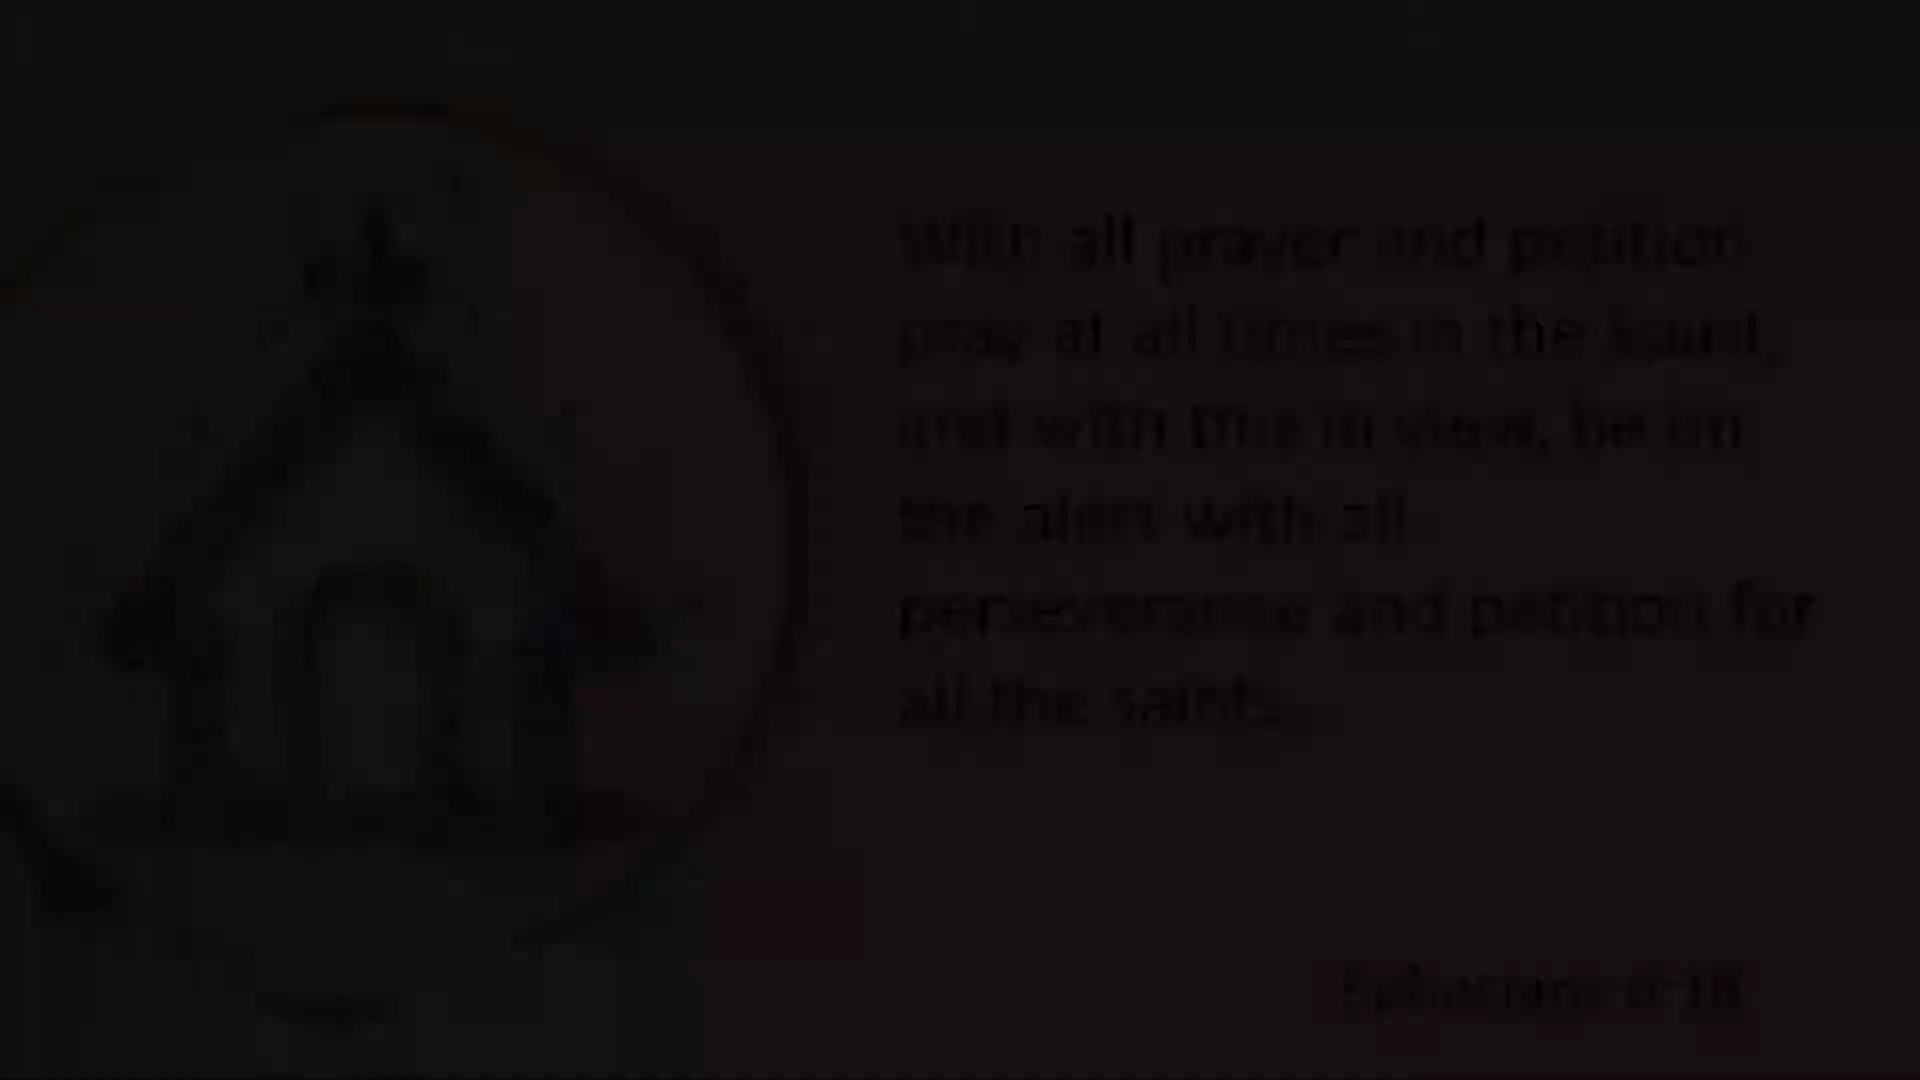 With all prayer and petition
pray at all times in the Spirit,
and with this in view, be on
the alert with all
perseverance and petition for
all the saints.
Ephesians 6:18